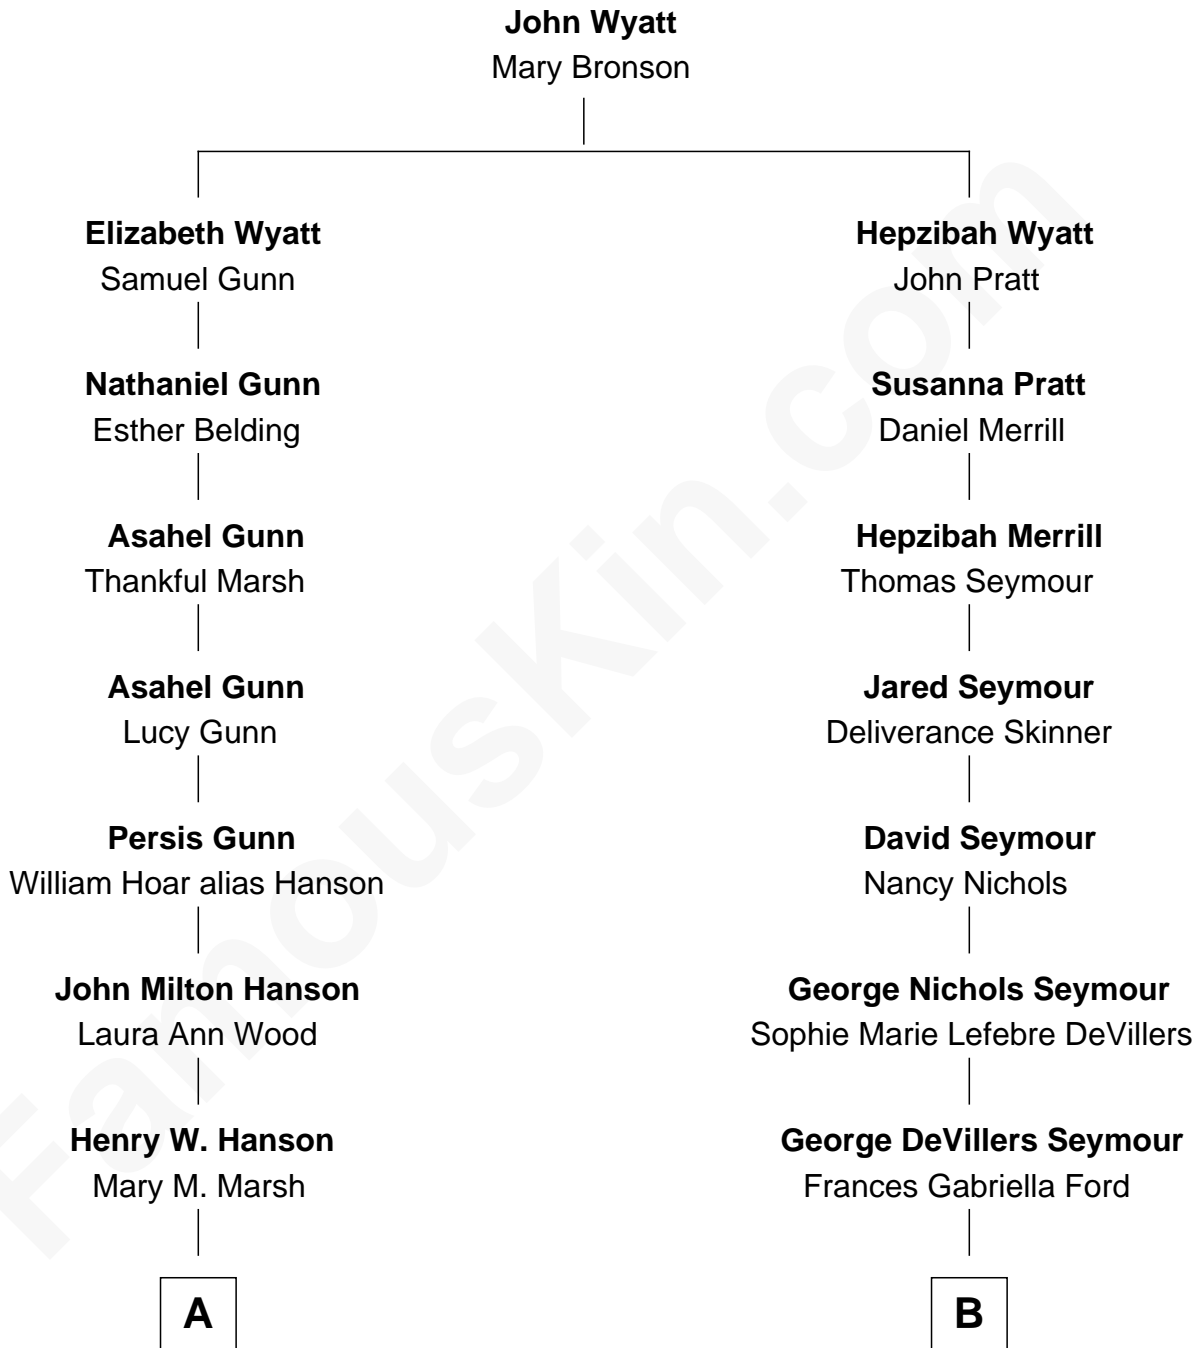 John Wyatt
Mary Bronson
Elizabeth Wyatt
Samuel Gunn
Nathaniel Gunn
Esther Belding
Asahel Gunn
Thankful Marsh
Asahel Gunn
Lucy Gunn
Persis Gunn
William Hoar alias Hanson
John Milton Hanson
Laura Ann Wood
Henry W. Hanson
Mary M. Marsh
A
Hepzibah Wyatt
John Pratt
Susanna Pratt
Daniel Merrill
Hepzibah Merrill
Thomas Seymour
Jared Seymour
Deliverance Skinner
David Seymour
Nancy Nichols
George Nichols Seymour
Sophie Marie Lefebre DeVillers
George DeVillers Seymour
Frances Gabriella Ford
B
FamousKin.com